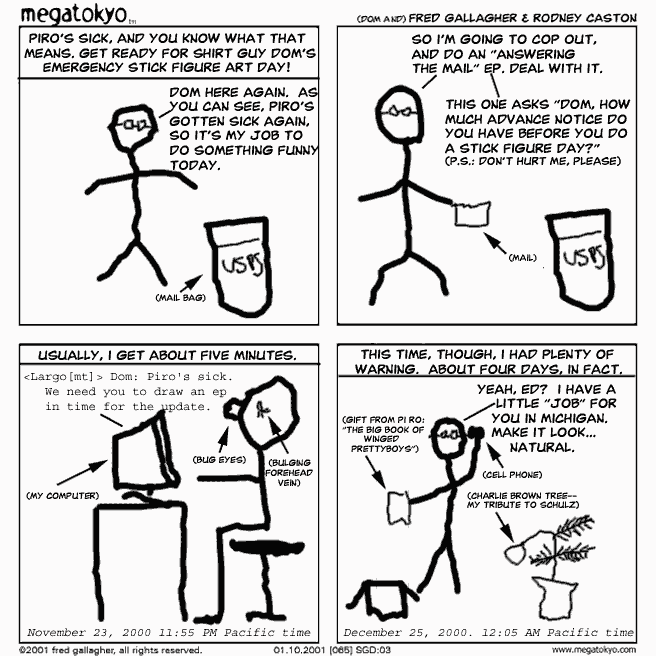 megatokyo™
(DOM AND) FRED GALLAGHER & RODNEY CASTON
PIRO'S SICK, AND YOU KNOW WHAT THAT
MEANS. GET READY FOR SHIRT GUY DOM'S
EMERGENCY STICK FIGURE ART DAY!
DOM HERE AGAIN. AS
YOU CAN SEE, PIRO'S
GOTTEN SICK AGAIN,
SO IT'S MY JOB TO
DO SOMETHING FUNNY
TODAY.
USPS
(MAIL BAG)
SO I'M GOING TO COP OUT,
AND DO AN "ANSWERING
THE MAIL" EP. DEAL WITH IT.
THIS ONE ASKS "DOM, HOW
MUCH ADVANCE NOTICE DO
YOU HAVE BEFORE YOU DO
A STICK FIGURE DAY?"
(P.S.: DON'T HURT ME, PLEASE)
(MAIL)
USPS
USUALLY, I GET ABOUT FIVE MINUTES.
<Largo[mt]> Dom: Piro's sick.
We need you to draw an ep
in time for the update.
(BUG EYES)
(BULGING
FOREHEAD
VEIN)
(MY COMPUTER)
November 23, 2000 11:55 PM Pacific time
THIS TIME, THOUGH, I HAD PLENTY OF
WARNING. ABOUT FOUR DAYS, IN FACT.
YEAH, ED? I HAVE A
LITTLE "JOB" FOR
YOU IN MICHIGAN.
MAKE IT LOOK...
NATURAL.
(GIFT FROM PIRO:
"THE BIG BOOK OF
WINGED
PRETTYBOYS")
(CELL PHONE)
(CHARLIE BROWN TREE--
MY TRIBUTE TO SCHULZ)
December 25, 2000. 12:05 AM Pacific time
©2001 fred gallagher, all rights reserved.
01.10.2001 [065] SGD:03
www.megatokyo.com